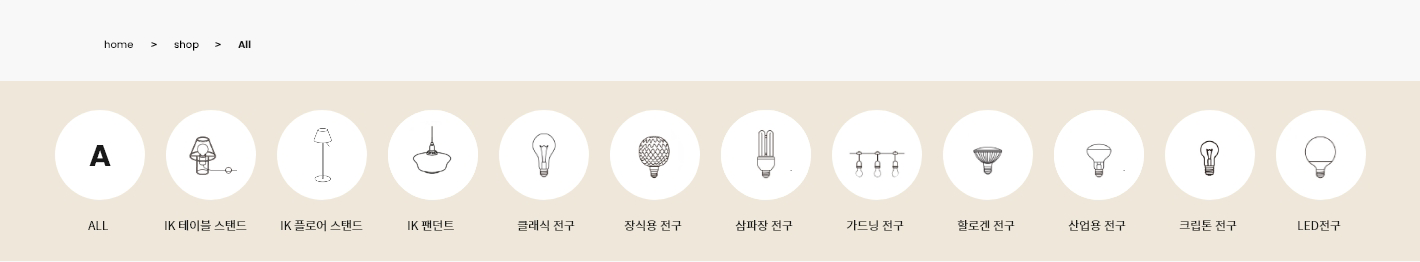 home > shop > All
A
ALL IK 테이블 스탠드 IK 플로어 스탠드 IK 팬던트 클래식 전구 장식용 전구 삼파장 전구 가드닝 전구 할로겐 전구 산업용 전구 크립톤 전구 LED전구